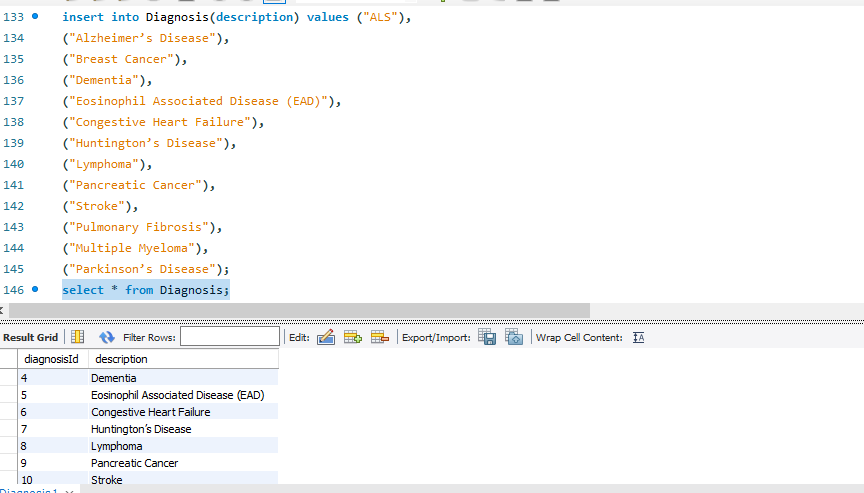 133 insert into Diagnosis(description) values ("ALS"),
134 ("Alzheimer’s Disease"),
135 ("Breast Cancer"),
136 ("Dementia"),
137 ("Eosinophil Associated Disease (EAD)"),
138 ("Congestive Heart Failure"),
139 ("Huntington’s Disease"),
140 ("Lymphoma"),
141 ("Pancreatic Cancer"),
142 ("Stroke"),
143 ("Pulmonary Fibrosis"),
144 ("Multiple Myeloma"),
145 ("Parkinson’s Disease");
146 select * from Diagnosis;
Result Grid Filter Rows: Edit: Export/Import: Wrap Cell Content: IA
diagnosisId description
4 Dementia
5 Eosinophil Associated Disease (EAD)
6 Congestive Heart Failure
7 Huntington’s Disease
8 Lymphoma
9 Pancreatic Cancer
10 Stroke
Diagnosis1